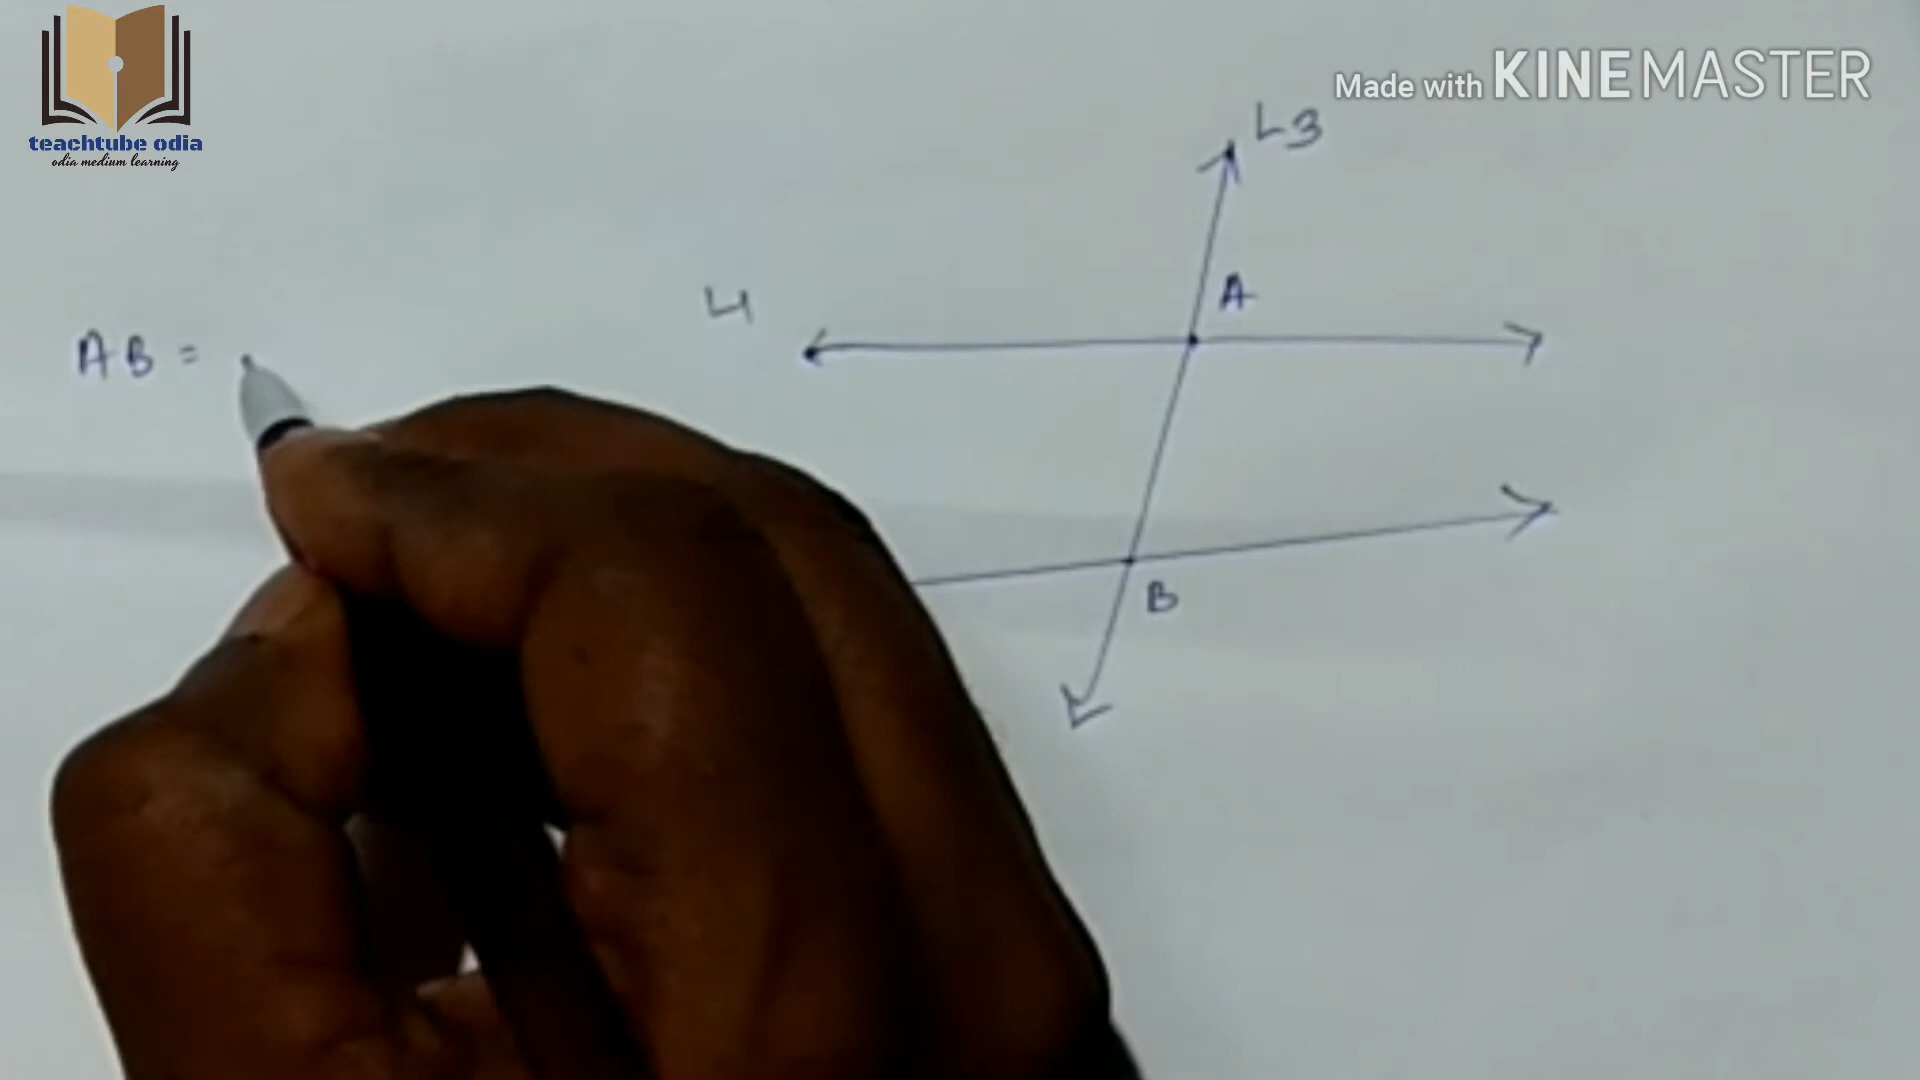 teachtube odia
odia medium learning
Made with KINEMASTER
L3
L1
A
AB =
B